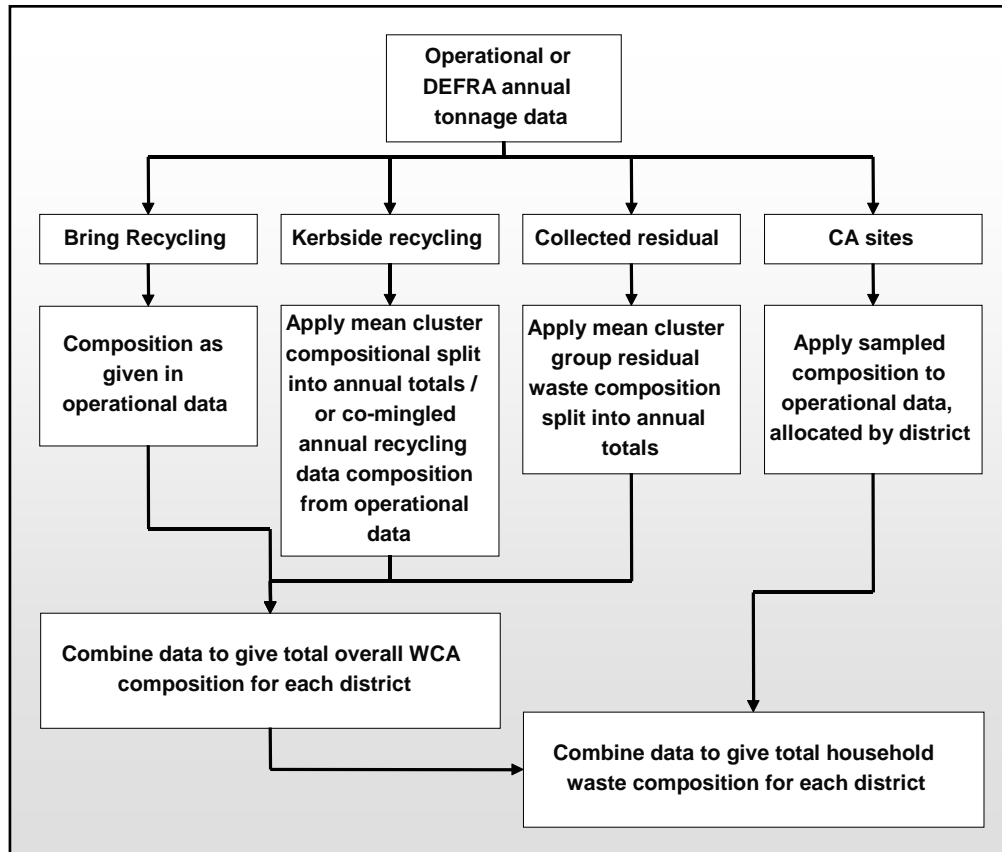 Operational or
DEFRA annual
tonnage data
Bring Recycling
Kerbside recycling
Collected residual
CA sites
Composition as
given in
operational data
Apply mean cluster
compositional split
into annual totals /
or co-mingled
annual recycling
data composition
from operational
data
Apply mean cluster
group residual
waste composition
split into annual
totals
Apply sampled
composition to
operational data,
allocated by district
Combine data to give total overall WCA
composition for each district
Combine data to give total household
waste composition for each district